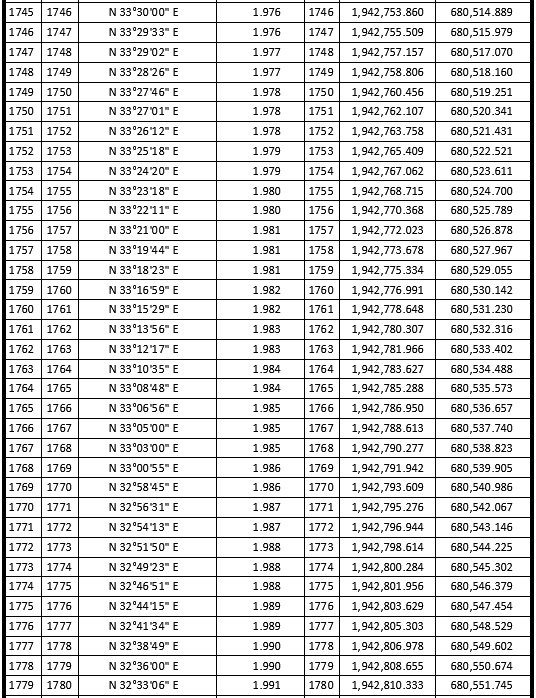 1745 1746 N 33°30'00" E 1.976 1746 1,942,753.860 680,514.889
1746 1747 N 33°29'33" E 1.976 1747 1,942,755.509 680,515.979
1747 1748 N 33°29'02" E 1.977 1748 1,942,757.157 680,517.070
1748 1749 N 33°28'26" E 1.977 1749 1,942,758.806 680,518.160
1749 1750 N 33°27'46" E 1.978 1750 1,942,760.456 680,519.251
1750 1751 N 33°27'01" E 1.978 1751 1,942,762.107 680,520.341
1751 1752 N 33°26'12" E 1.978 1752 1,942,763.758 680,521.431
1752 1753 N 33°25'18" E 1.979 1753 1,942,765.409 680,522.521
1753 1754 N 33°24'20" E 1.979 1754 1,942,767.062 680,523.611
1754 1755 N 33°23'18" E 1.980 1755 1,942,768.715 680,524.700
1755 1756 N 33°22'11" E 1.980 1756 1,942,770.368 680,525.789
1756 1757 N 33°21'00" E 1.981 1757 1,942,772.023 680,526.878
1757 1758 N 33°19'44" E 1.981 1758 1,942,773.678 680,527.967
1758 1759 N 33°18'23" E 1.981 1759 1,942,775.334 680,529.055
1759 1760 N 33°16'59" E 1.982 1760 1,942,776.991 680,530.142
1760 1761 N 33°15'29" E 1.982 1761 1,942,778.648 680,531.230
1761 1762 N 33°13'56" E 1.983 1762 1,942,780.307 680,532.316
1762 1763 N 33°12'17" E 1.983 1763 1,942,781.966 680,533.402
1763 1764 N 33°10'35" E 1.984 1764 1,942,783.627 680,534.488
1764 1765 N 33°08'48" E 1.984 1765 1,942,785.288 680,535.573
1765 1766 N 33°06'56" E 1.985 1766 1,942,786.950 680,536.657
1766 1767 N 33°05'00" E 1.985 1767 1,942,788.613 680,537.740
1767 1768 N 33°03'00" E 1.985 1768 1,942,790.277 680,538.823
1768 1769 N 33°00'55" E 1.986 1769 1,942,791.942 680,539.905
1769 1770 N 32°58'45" E 1.986 1770 1,942,793.609 680,540.986
1770 1771 N 32°56'31" E 1.987 1771 1,942,795.276 680,542.067
1771 1772 N 32°54'13" E 1.987 1772 1,942,796.944 680,543.146
1772 1773 N 32°51'50" E 1.988 1773 1,942,798.614 680,544.225
1773 1774 N 32°49'23" E 1.988 1774 1,942,800.284 680,545.302
1774 1775 N 32°46'51" E 1.988 1775 1,942,801.956 680,546.379
1775 1776 N 32°44'15" E 1.989 1776 1,942,803.629 680,547.454
1776 1777 N 32°41'34" E 1.989 1777 1,942,805.303 680,548.529
1777 1778 N 32°38'49" E 1.990 1778 1,942,806.978 680,549.602
1778 1779 N 32°36'00" E 1.990 1779 1,942,808.655 680,550.674
1779 1780 N 32°33'06" E 1.991 1780 1,942,810.333 680,551.745